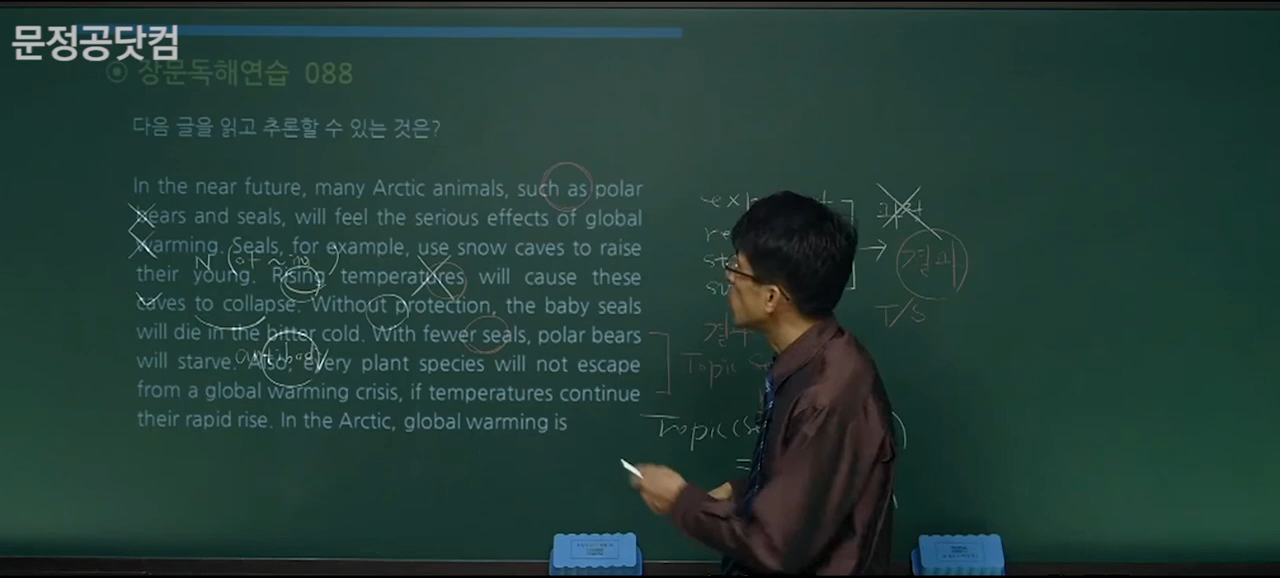 문정공닷컴
장문독해연습 088
다음 글을 읽고 추론할 수 있는 것은?
In the near future, many Arctic animals, such as polar
bears and seals, will feel the serious effects of global
warming. Seals, for example, use snow caves to raise
N (at ~ing)
their young. Rising temperatures will cause these
caves to collapse. Without protection, the baby seals
will die in the bitter cold. With fewer seals, polar bears
antibody
will starve. Also, every plant species will not escape
from a global warming crisis, if temperatures continue
their rapid rise. In the Arctic, global warming is
결과
T/S
Topic
Topic